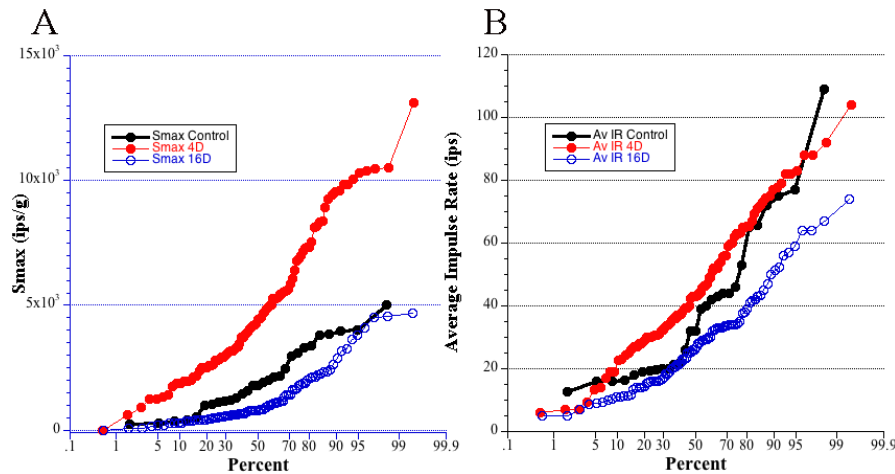 A
B
15x10³
10x10³
5x10³
0
Smax (ips/g)
Smax Control
Smax 4D
Smax 16D
.1 1 5 10 20 30 50 70 80 90 95 99 99.9
Percent
120
100
80
60
40
20
0
Average Impulse Rate (ips)
Av IR Control
Av IR 4D
Av IR 16D
.1 1 5 10 20 30 50 70 80 90 95 99 99.9
Percent